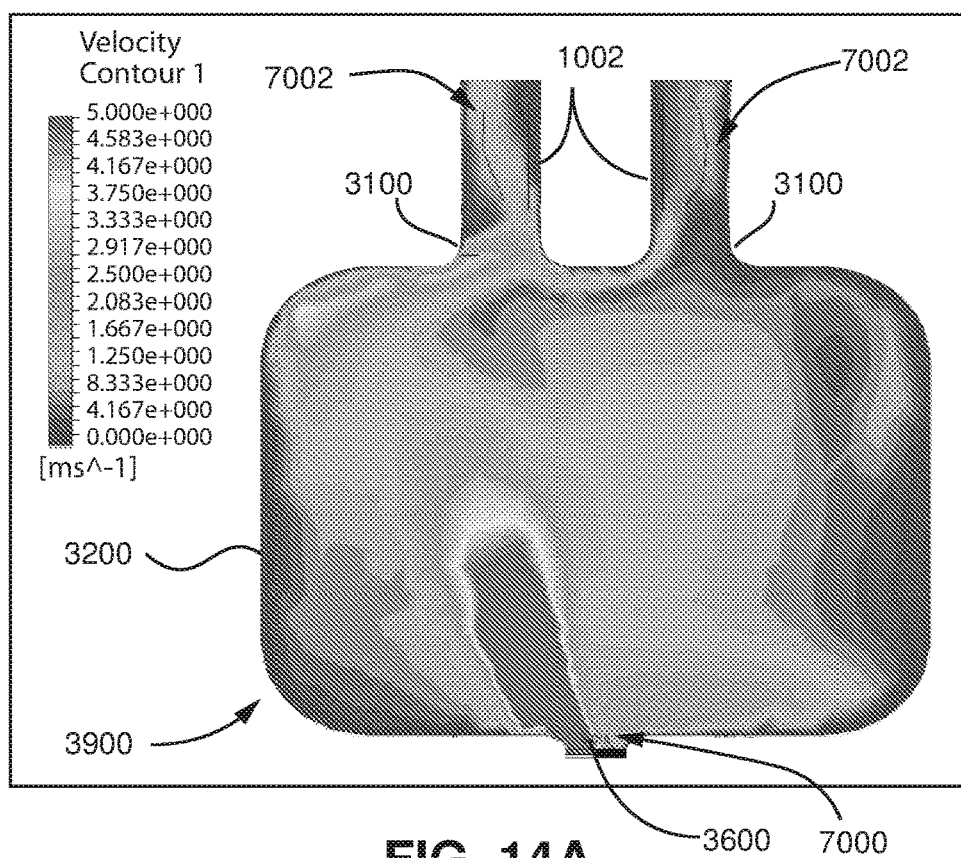 Velocity
Contour 1
7002
1002
7002
5.000e+000
4.583e+000
4.167e+000
3.750e+000
3.333e+000
2.917e+000
2.500e+000
2.083e+000
1.667e+000
1.250e+000
8.333e+000
4.167e+000
0.000e+000
[ms^-1]
3100
3100
3200
3900
3600
7000
FIG. 14A